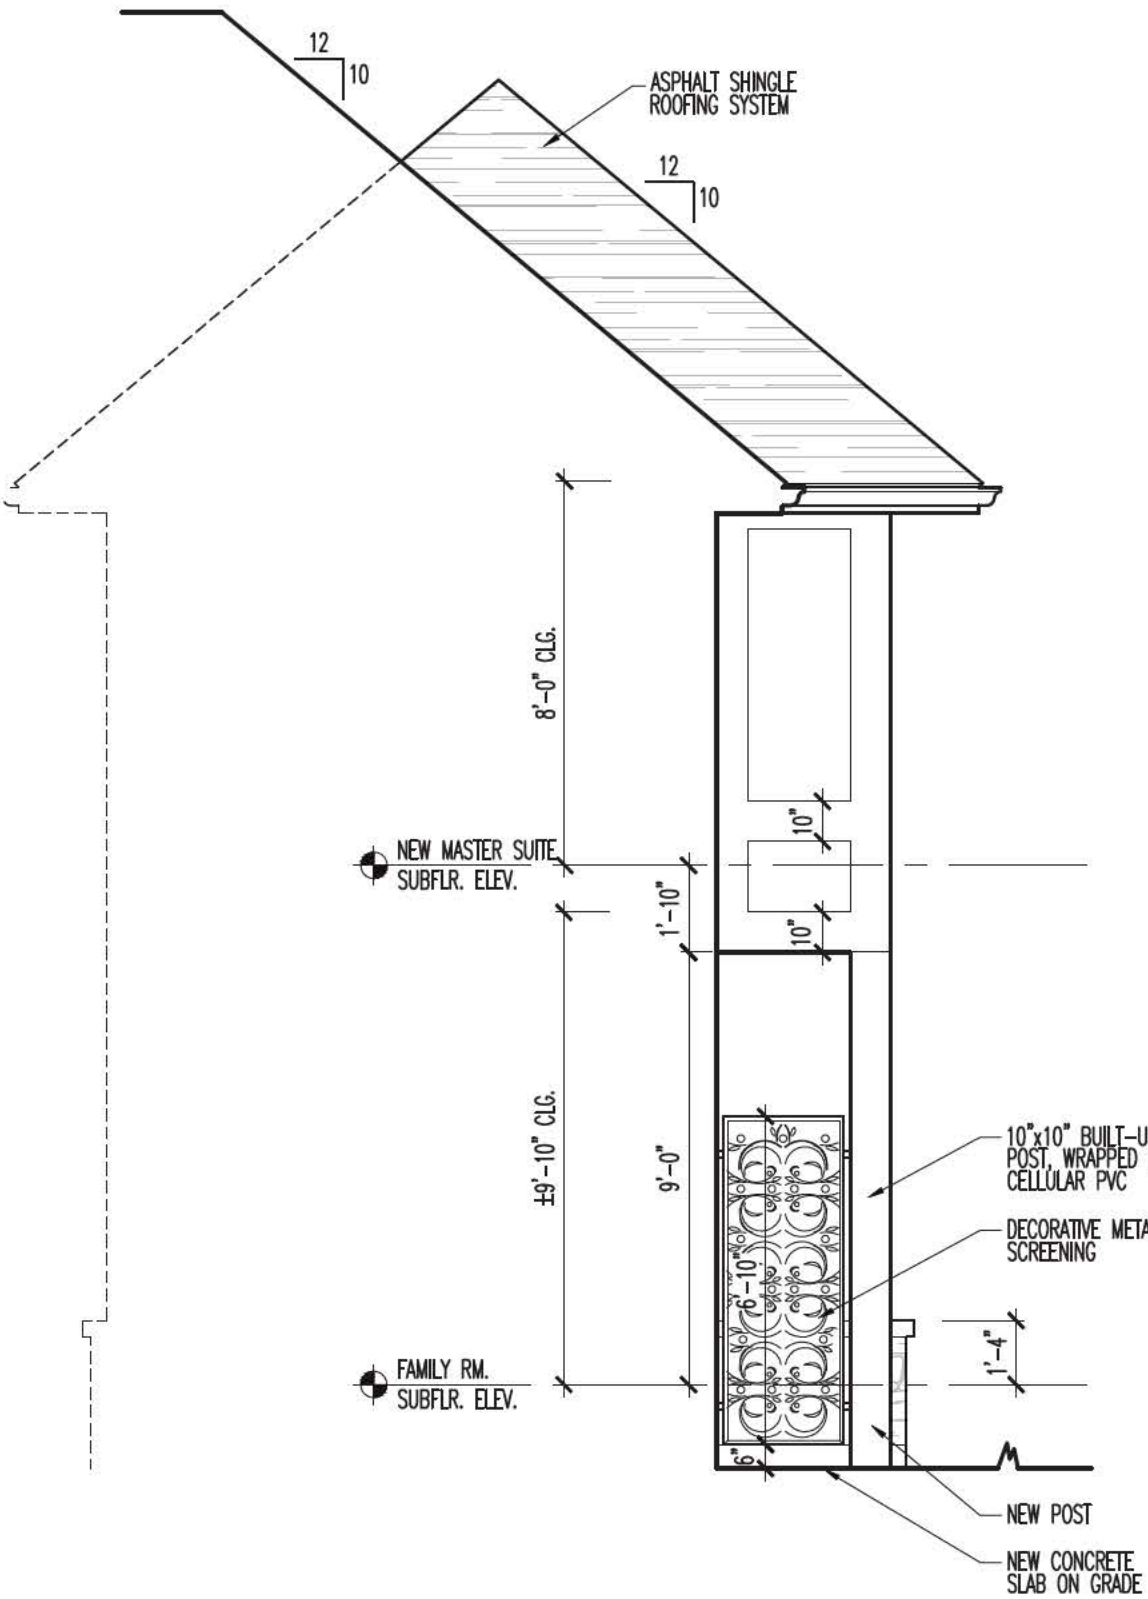 12
10
ASPHALT SHINGLE
ROOFING SYSTEM
12
10
8'-0" CLG.
10"
NEW MASTER SUITE
SUBFLR. ELEV.
1'-10"
10"
±9'-10" CLG.
9'-0"
10"x10" BUILT-U
POST, WRAPPED
CELLULAR PVC
DECORATIVE META
SCREENING
6'-10"
1'-4"
FAMILY RM.
SUBFLR. ELEV.
6"
NEW POST
NEW CONCRETE
SLAB ON GRADE